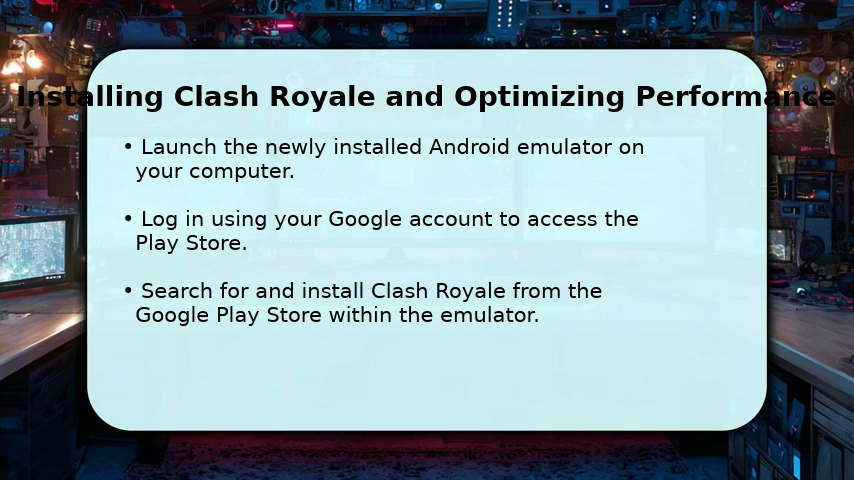 Installing Clash Royale and Optimizing Performance
• Launch the newly installed Android emulator on
your computer.
• Log in using your Google account to access the
Play Store.
• Search for and install Clash Royale from the
Google Play Store within the emulator.